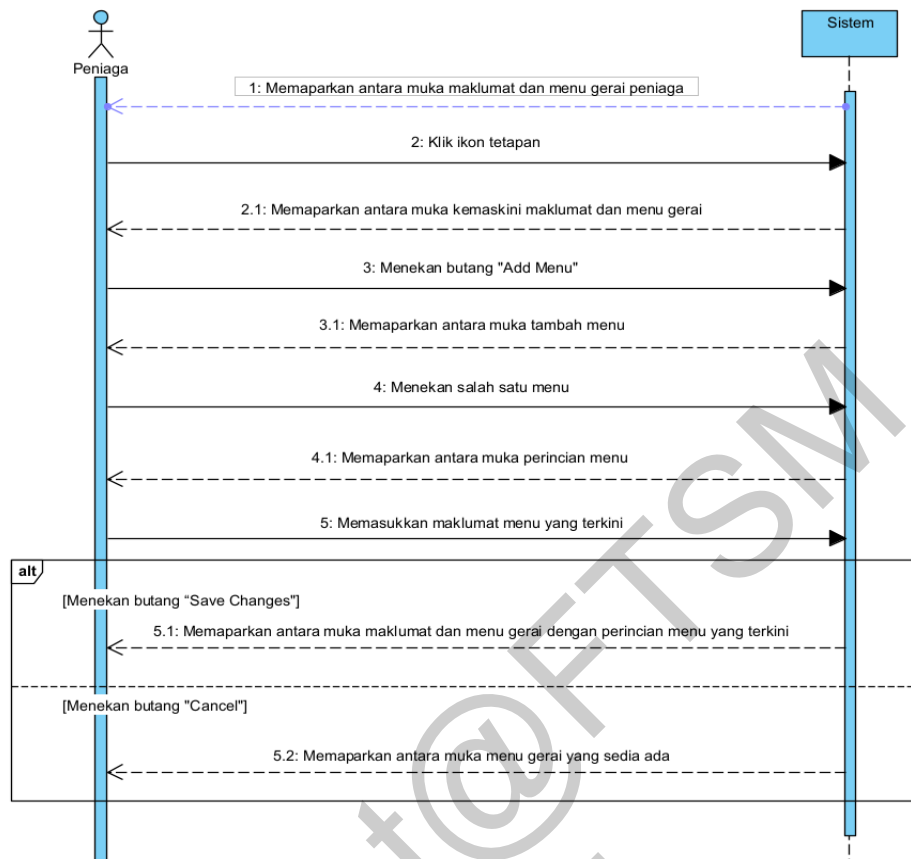 Peniaga
Sistem
1: Memaparkan antara muka maklumat dan menu gerai peniaga
2: Klik ikon tetapan
2.1: Memaparkan antara muka kemaskini maklumat dan menu gerai
3: Menekan butang "Add Menu"
3.1: Memaparkan antara muka tambah menu
4: Menekan salah satu menu
4.1: Memaparkan antara muka perincian menu
5: Memasukkan maklumat menu yang terkini
alt
[Menekan butang “Save Changes"]
5.1: Memaparkan antara muka maklumat dan menu gerai dengan perincian menu yang terkini
[Menekan butang "Cancel"]
5.2: Memaparkan antara muka menu gerai yang sedia ada
t@FTSM